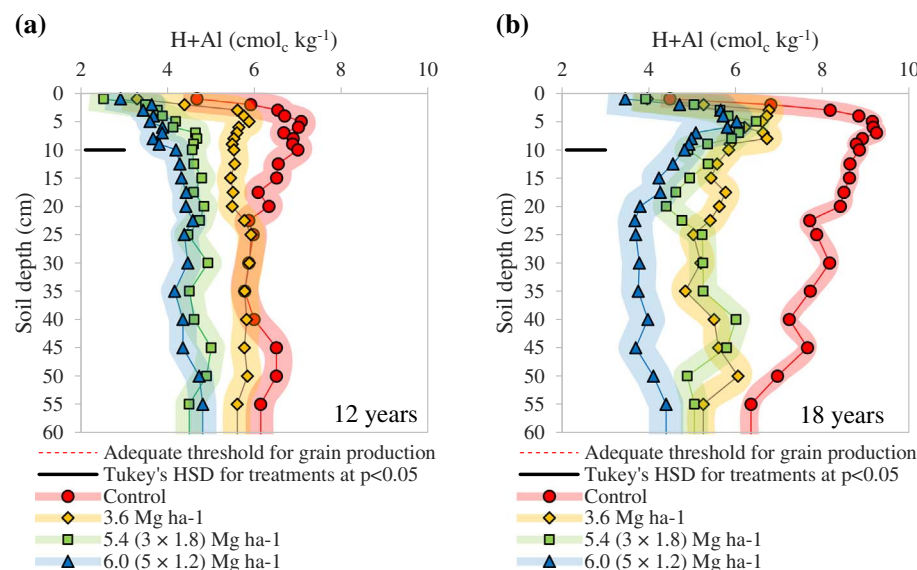 (a)
H+Al (cmolc kg-1)
2 4 6 8 10
0
5
10
15
20
25
30
35
40
45
50
55
60
Soil depth (cm)
12 years
Adequate threshold for grain production
Tukey's HSD for treatments at p<0.05
Control
3.6 Mg ha-1
5.4 (3 × 1.8) Mg ha-1
6.0 (5 × 1.2) Mg ha-1
(b)
H+Al (cmolc kg-1)
2 4 6 8 10
0
5
10
15
20
25
30
35
40
45
50
55
60
Soil depth (cm)
18 years
Adequate threshold for grain production
Tukey's HSD for treatments at p<0.05
Control
3.6 Mg ha-1
5.4 (3 × 1.8) Mg ha-1
6.0 (5 × 1.2) Mg ha-1